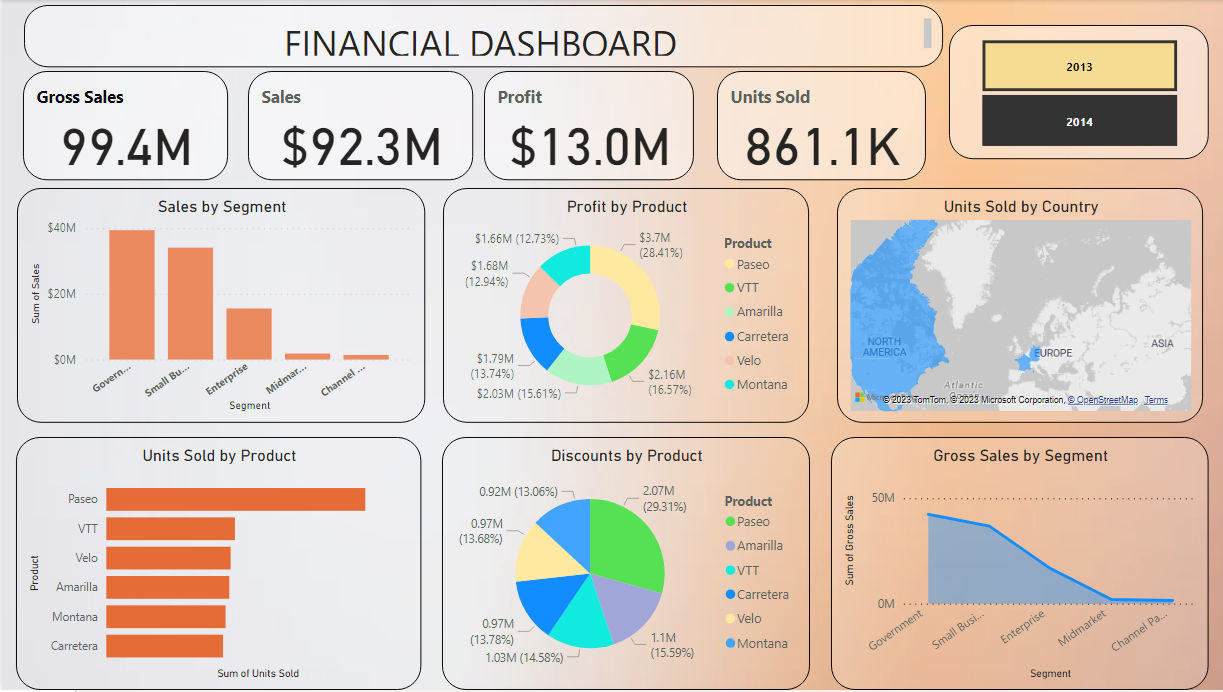 FINANCIAL DASHBOARD
2013
2014
Gross Sales
99.4M
Sales
$92.3M
Profit
$13.0M
Units Sold
861.1K
Sales by Segment
$40M
$20M
$0M
Sum of Sales
Govern...
Small Bu...
Enterprise
Midmar...
Channel ...
Segment
Profit by Product
$1.66M (12.73%)
$3.7M
(28.41%)
$1.68M
(12.94%)
$1.79M
(13.74%)
$2.16M
(16.57%)
$2.03M (15.61%)
Product
Paseo
VTT
Amarilla
Carretera
Velo
Montana
Units Sold by Country
NORTH
AMERICA
EUROPE
ASIA
Atlantic
© 2023 TomTom, © 2023 Microsoft Corporation, © OpenStreetMap Terms
Units Sold by Product
Product
Paseo
VTT
Velo
Amarilla
Montana
Carretera
Sum of Units Sold
Discounts by Product
0.92M (13.06%)
2.07M
(29.31%)
0.97M
(13.68%)
0.97M
(13.78%)
1.1M
(15.59%)
1.03M (14.58%)
Product
Paseo
Amarilla
VTT
Carretera
Velo
Montana
Gross Sales by Segment
50M
0M
Sum of Gross Sales
Government
Small Busi...
Enterprise
Midmarket
Channel Pa...
Segment